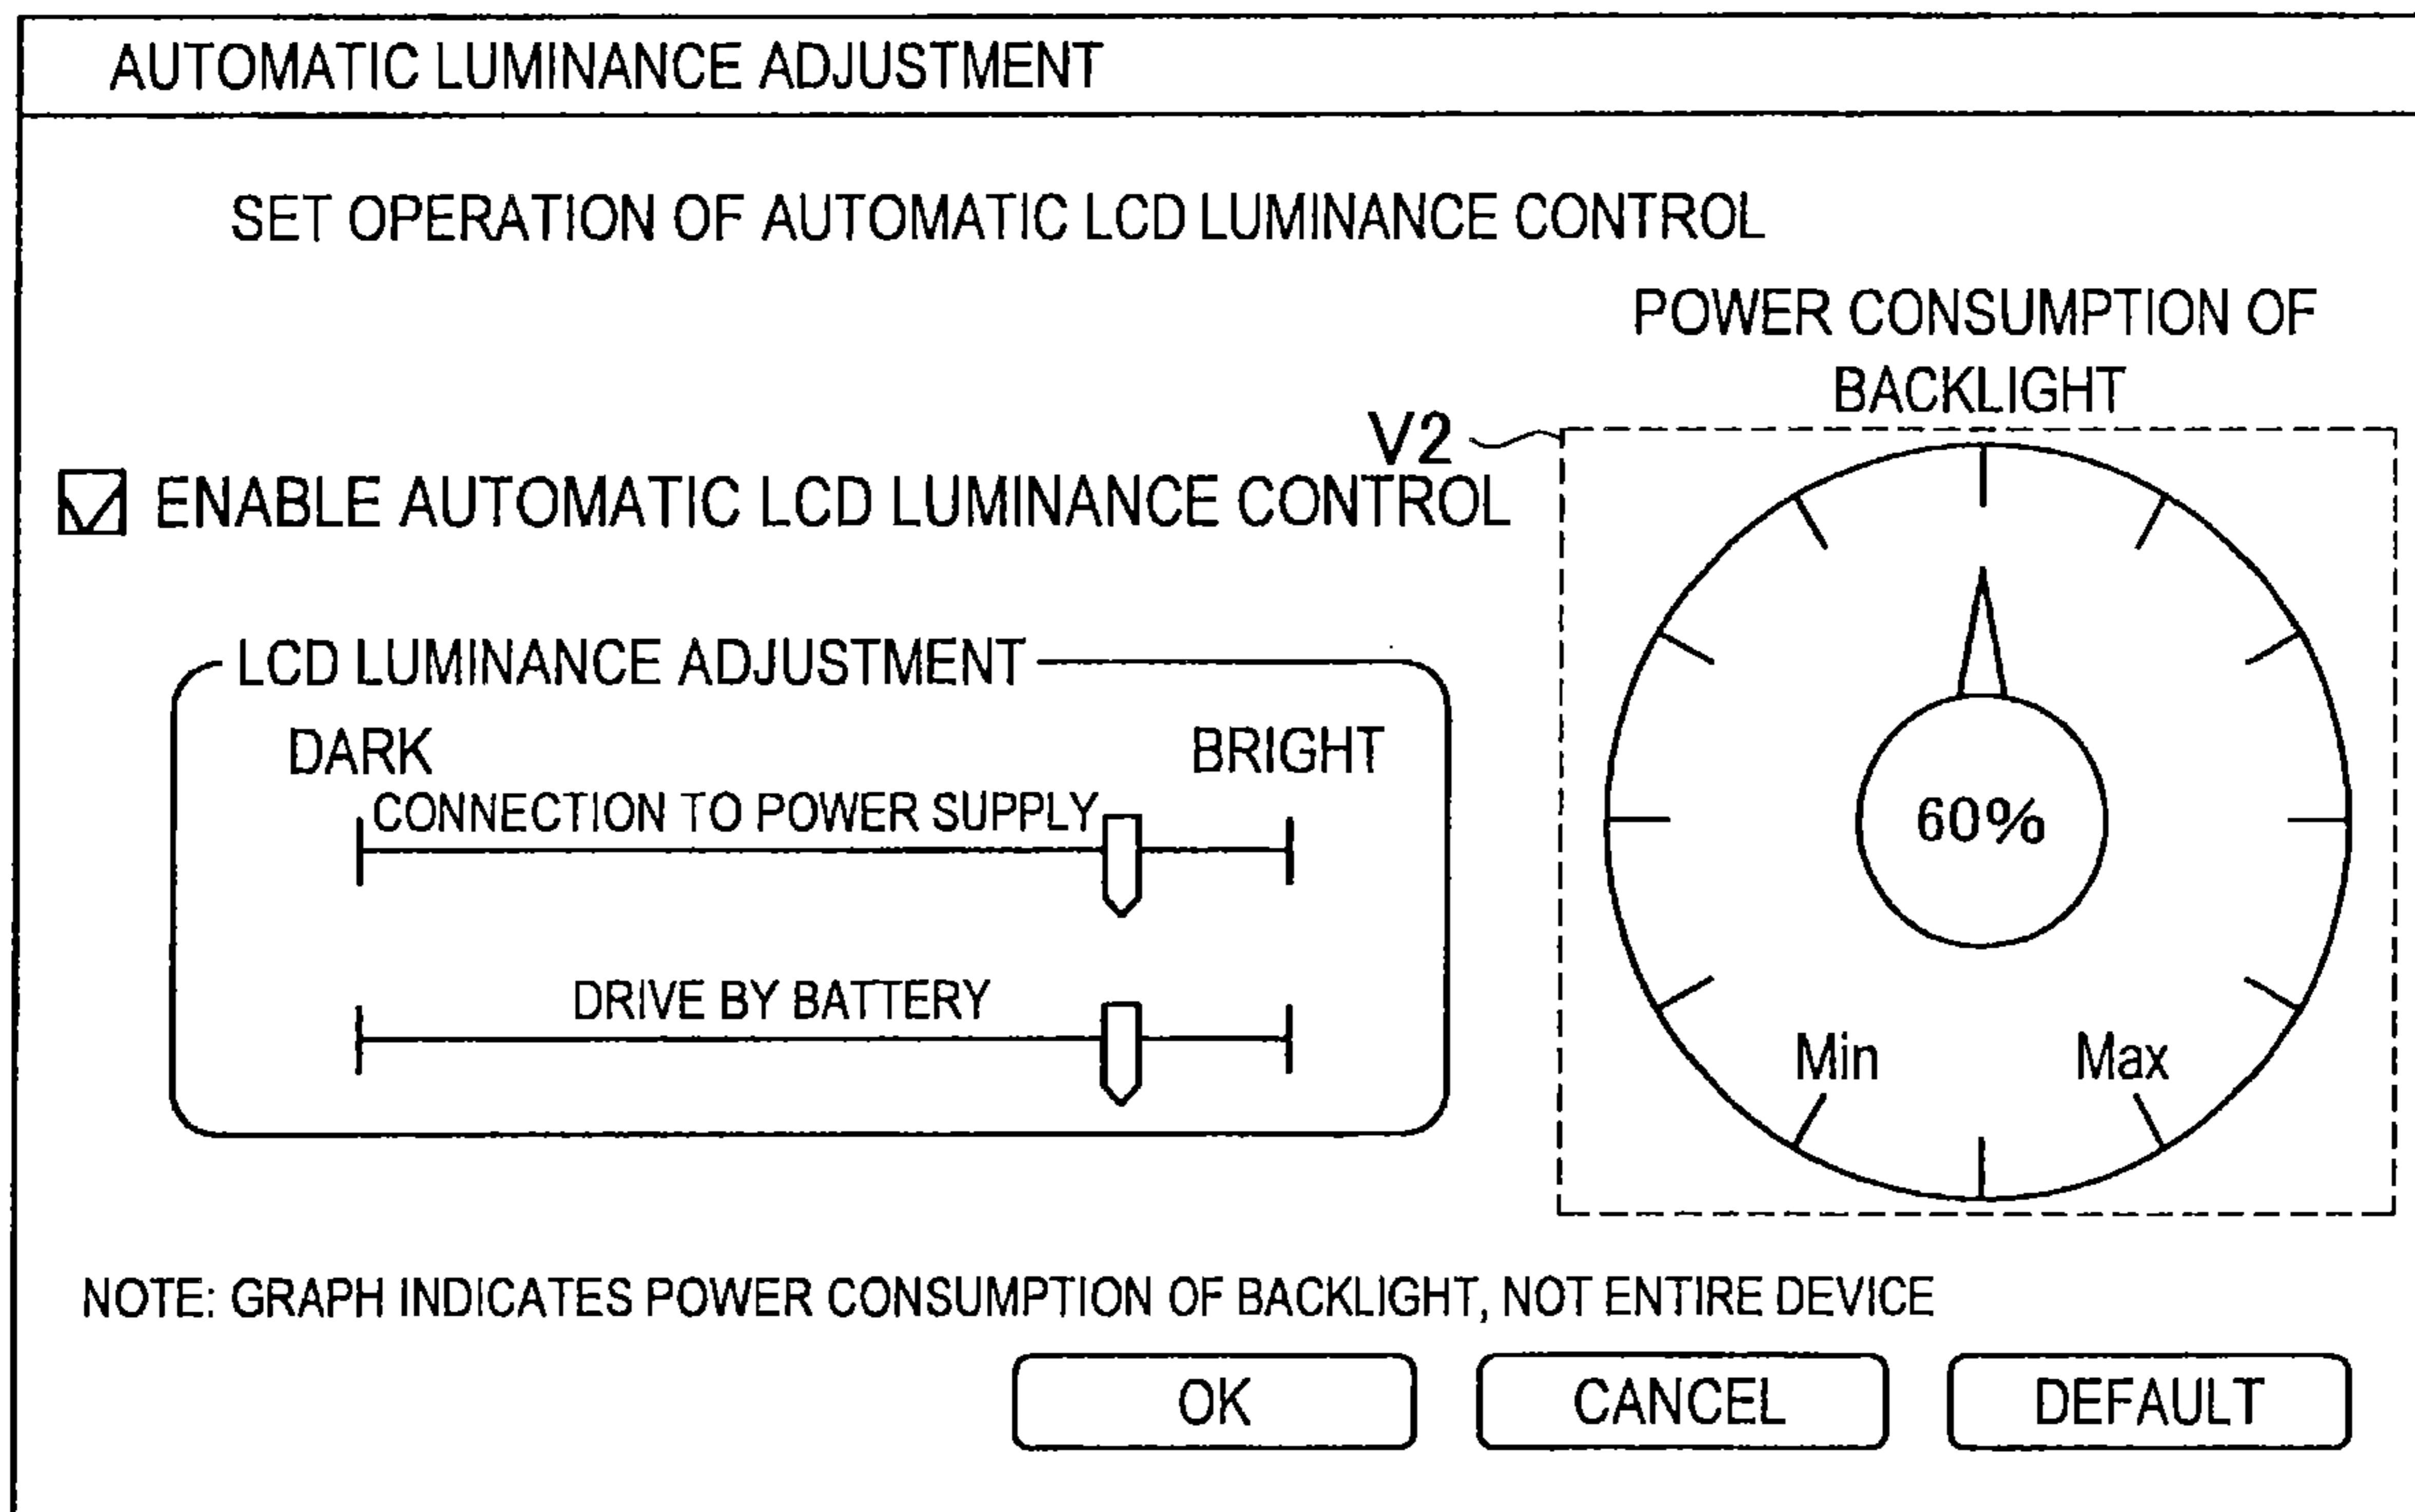 AUTOMATIC LUMINANCE ADJUSTMENT
SET OPERATION OF AUTOMATIC LCD LUMINANCE CONTROL
POWER CONSUMPTION OF
BACKLIGHT
V2
ENABLE AUTOMATIC LCD LUMINANCE CONTROL
LCD LUMINANCE ADJUSTMENT
DARK BRIGHT
CONNECTION TO POWER SUPPLY
60%
DRIVE BY BATTERY
Min Max
NOTE: GRAPH INDICATES POWER CONSUMPTION OF BACKLIGHT, NOT ENTIRE DEVICE
OK CANCEL DEFAULT